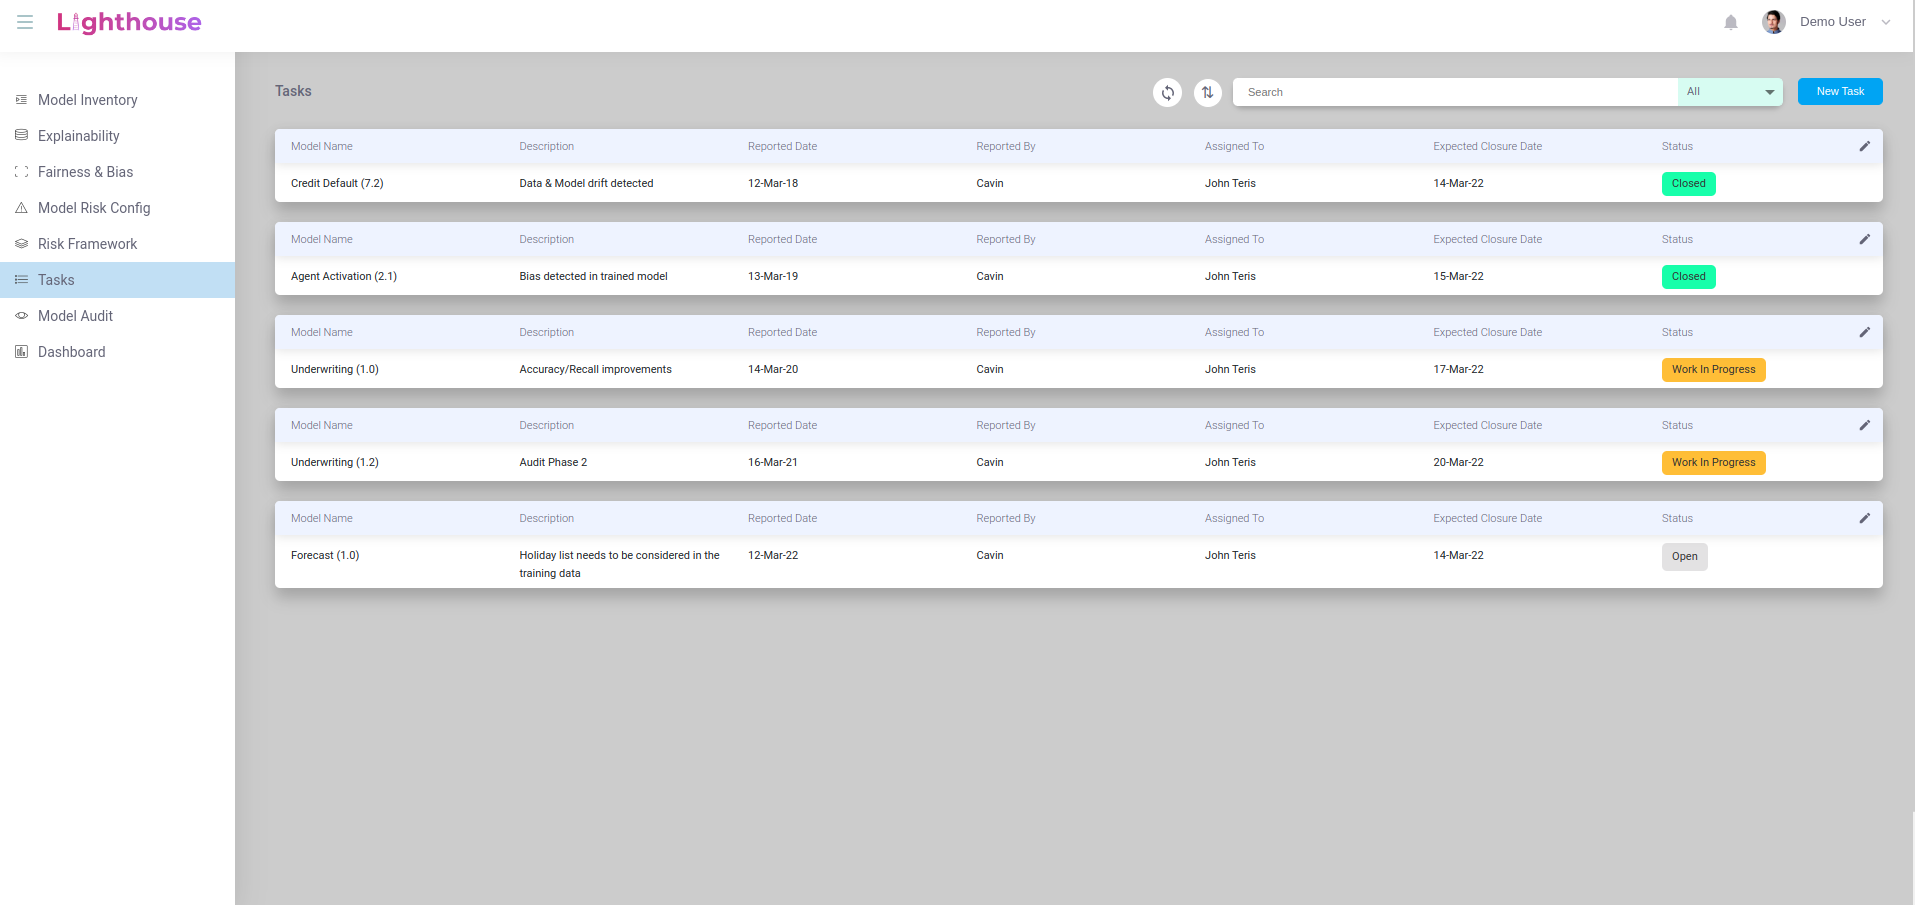 Lighthouse
Demo User
Model Inventory
Explainability
Fairness & Bias
Model Risk Config
Risk Framework
Tasks
Model Audit
Dashboard
Tasks
Search
All
New Task
Model Name Description Reported Date Reported By Assigned To Expected Closure Date Status
Credit Default (7.2) Data & Model drift detected 12-Mar-18 Cavin John Teris 14-Mar-22 Closed
Model Name Description Reported Date Reported By Assigned To Expected Closure Date Status
Agent Activation (2.1) Bias detected in trained model 13-Mar-19 Cavin John Teris 15-Mar-22 Closed
Model Name Description Reported Date Reported By Assigned To Expected Closure Date Status
Underwriting (1.0) Accuracy/Recall improvements 14-Mar-20 Cavin John Teris 17-Mar-22 Work In Progress
Model Name Description Reported Date Reported By Assigned To Expected Closure Date Status
Underwriting (1.2) Audit Phase 2 16-Mar-21 Cavin John Teris 20-Mar-22 Work In Progress
Model Name Description Reported Date Reported By Assigned To Expected Closure Date Status
Forecast (1.0) Holiday list needs to be considered in the 12-Mar-22 Cavin John Teris 14-Mar-22 Open
training data